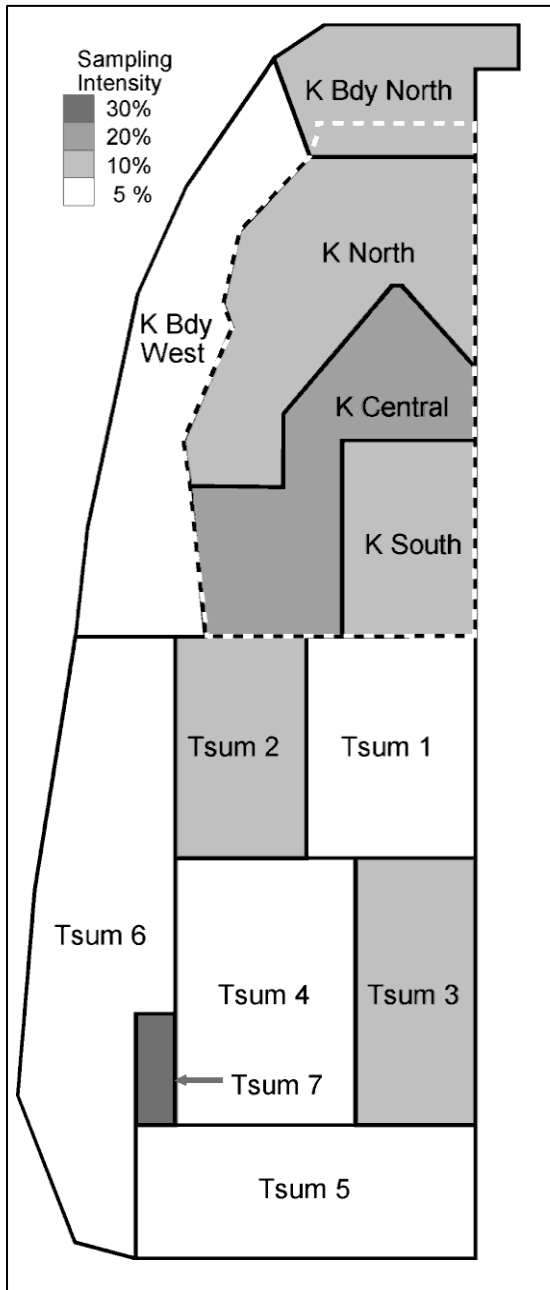 Sampling
Intensity
30%
20%
10%
5 %
K Bdy North
K North
K Bdy
West
K Central
K South
Tsum 2
Tsum 1
Tsum 6
Tsum 4
Tsum 3
Tsum 7
Tsum 5